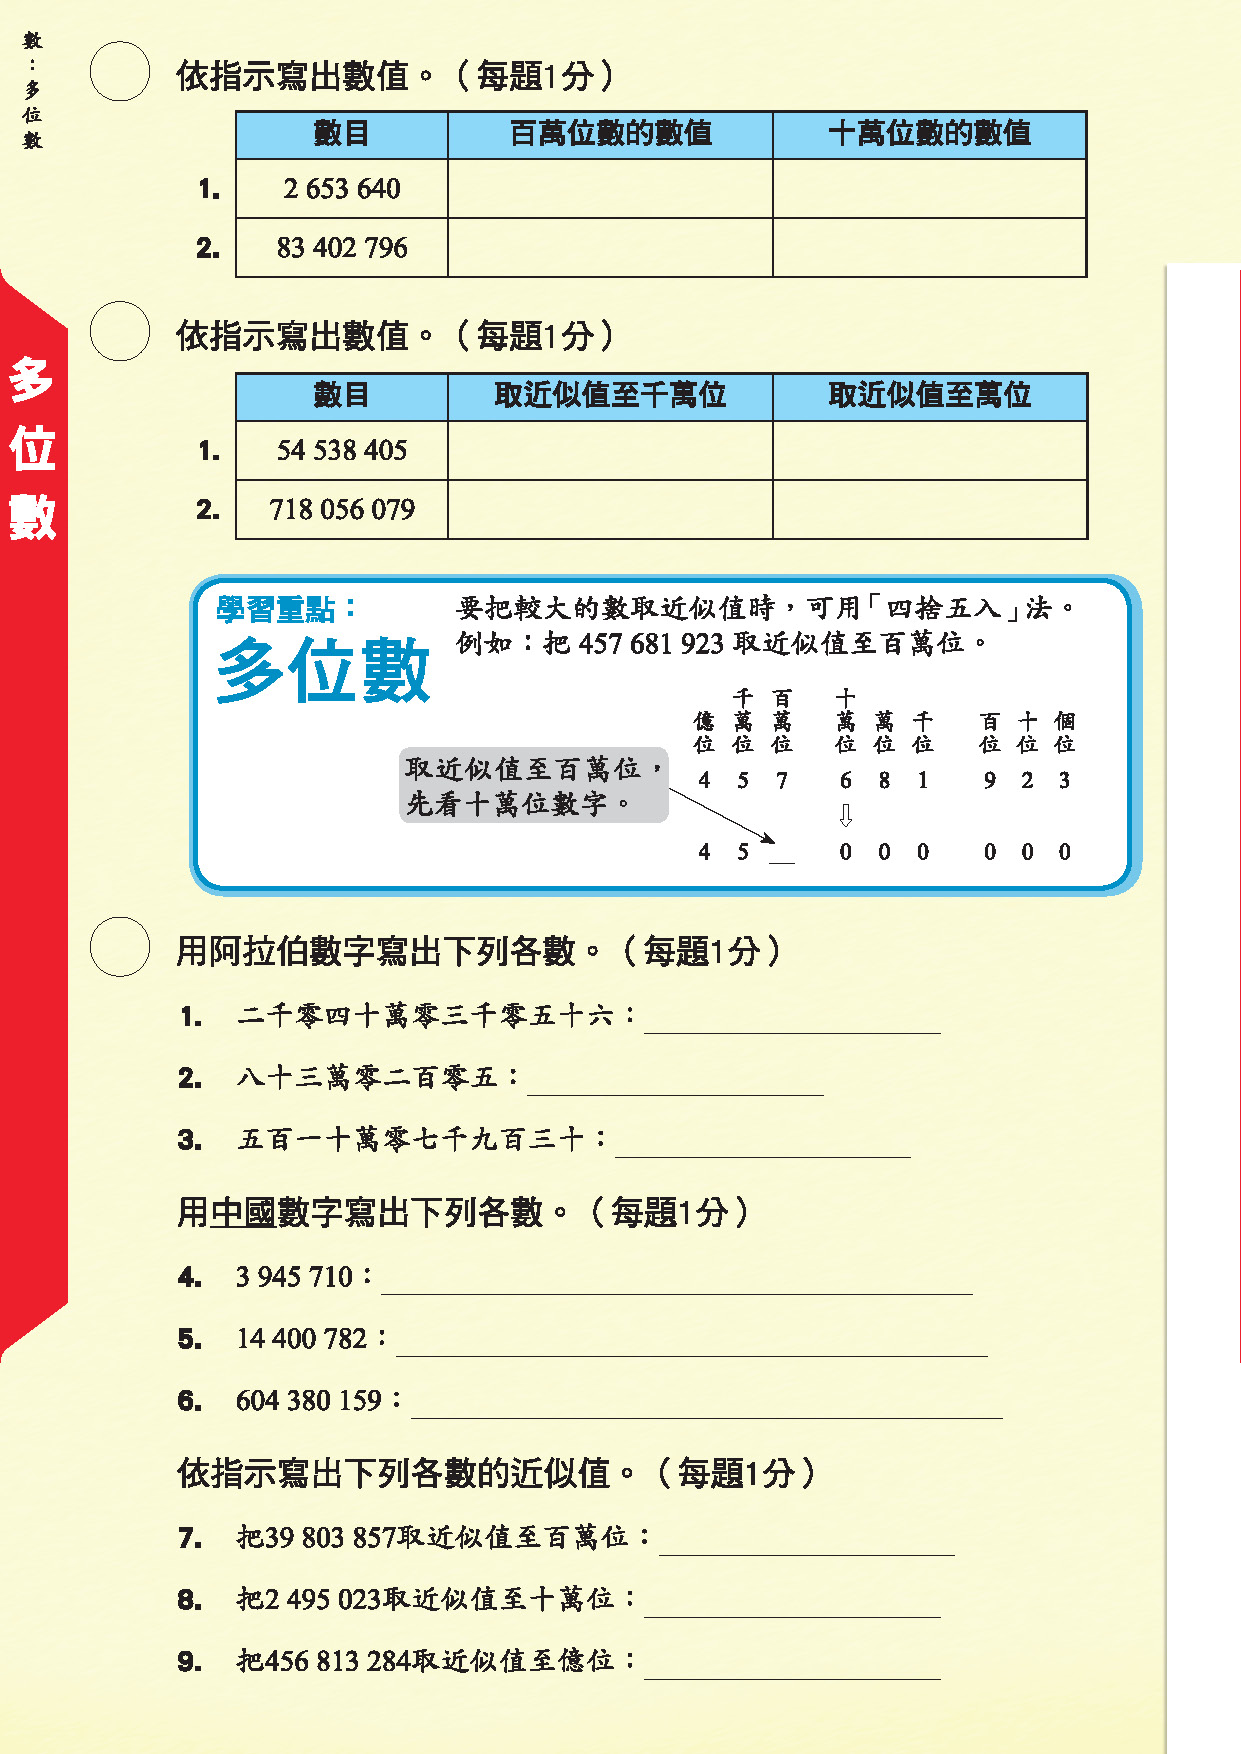 數：多位數
依指示寫出數值。（每題1分）
數目 百萬位數的數值 十萬位數的數值
1. 2 653 640
2. 83 402 796
依指示寫出數值。（每題1分）
數目 取近似值至千萬位 取近似值至萬位
1. 54 538 405
2. 718 056 079
多位數
學習重點：
多位數
要把較大的數取近似值時，可用「四捨五入」法。
例如：把 457 681 923 取近似值至百萬位。
億位 千萬位 百萬位 十萬位 萬位 千位 百位 十位 個位
取近似值至百萬位，
先看十萬位數字。
4 5 7 6 8 1 9 2 3
4 5 __ 0 0 0 0 0 0
用阿拉伯數字寫出下列各數。（每題1分）
1. 二千零四十萬零三千零五十六：
2. 八十三萬零二百零五：
3. 五百一十萬零七千九百三十：
用中國數字寫出下列各數。（每題1分）
4. 3 945 710：
5. 14 400 782：
6. 604 380 159：
依指示寫出下列各數的近似值。（每題1分）
7. 把39 803 857取近似值至百萬位：
8. 把2 495 023取近似值至十萬位：
9. 把456 813 284取近似值至億位：